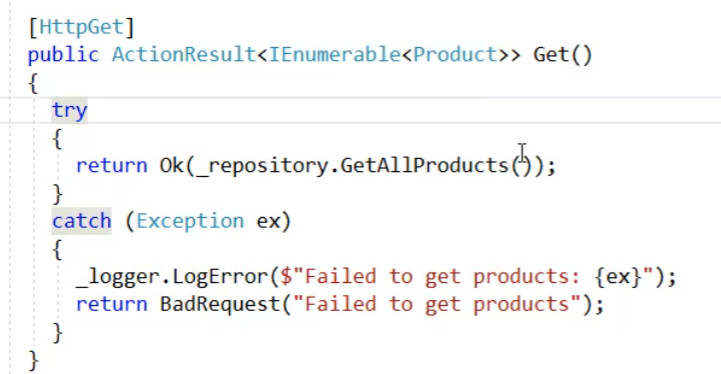 [HttpGet]
public ActionResult<IEnumerable<Product>> Get()
{
try
{
return Ok(_repository.GetAllProducts());
}
catch (Exception ex)
{
_logger.LogError($"Failed to get products: {ex}");
return BadRequest("Failed to get products");
}
}